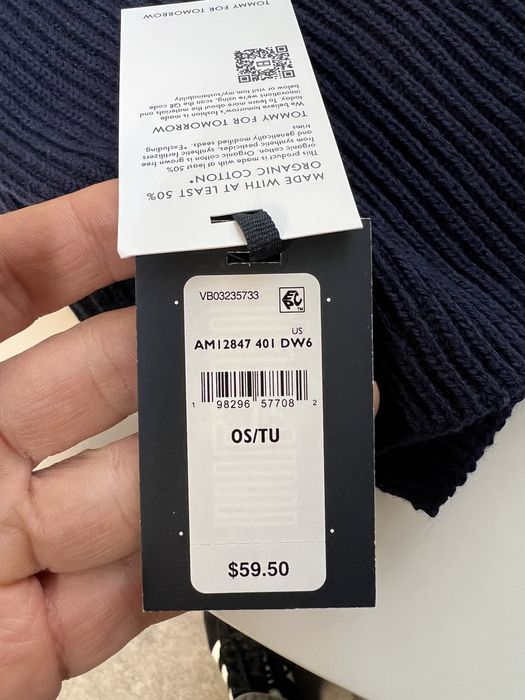 MADE WITH AT LEAST 50%
ORGANIC COTTON*
This product is made with at least 50%
organic cotton. Organic cotton is grown free
from synthetic pesticides, synthetic fertilizers
and genetically modified seeds. *Excluding
trims
TOMMY FOR TOMORROW
We believe tomorrow's fashion is made
today. To learn more about the materials and
innovations we're using, scan the QR code
below or visit tom.my/sustainability
TOMMY FOR TOMORROW
VB03235733
EPC
TM
US
AM12847 401 DW6
1 98296 57708 2
OS/TU
$59.50